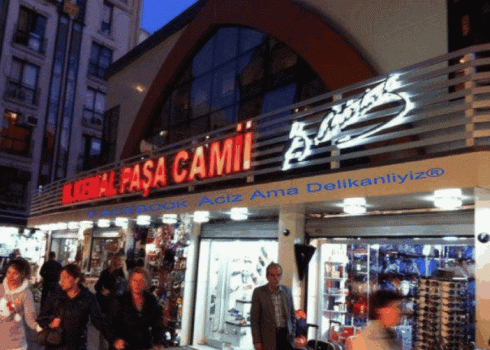 M.KEMAL PAŞA CAMİİ
FACEBOOK Aciz Ama Delikanliyiz®